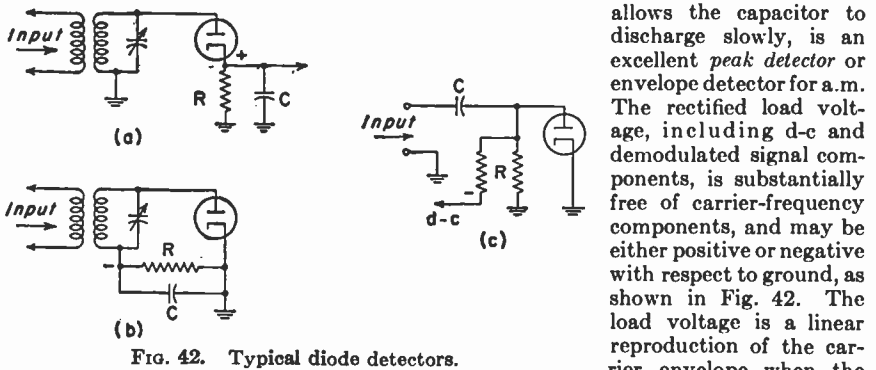 Input
+
R
C
(a)
Input
R
-
C
(b)
C
Input
R
-
d-c
(c)
FIG. 42. Typical diode detectors.
allows the capacitor to
discharge slowly, is an
excellent peak detector or
envelope detector for a.m.
The rectified load volt-
age, including d-c and
demodulated signal com-
ponents, is substantially
free of carrier-frequency
components, and may be
either positive or negative
with respect to ground, as
shown in Fig. 42. The
load voltage is a linear
reproduction of the car-
rier envelope when the